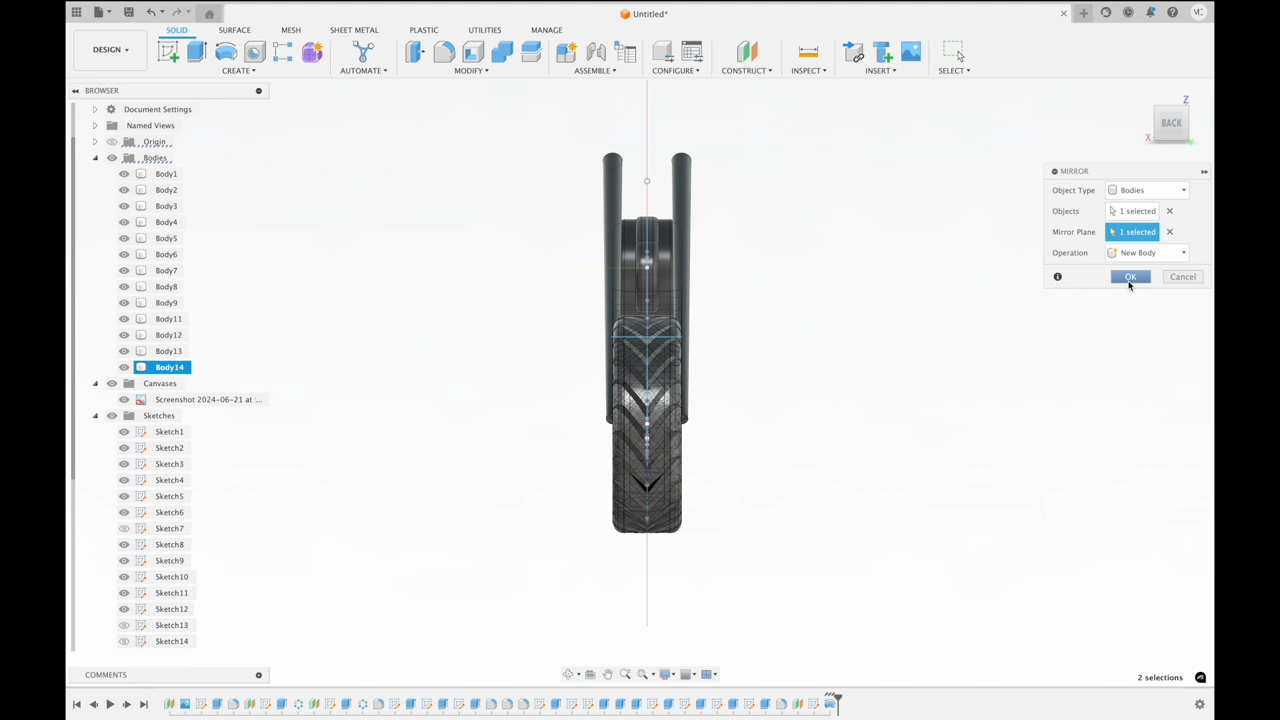 Untitled*
MC
DESIGN
SOLID SURFACE MESH SHEET METAL PLASTIC UTILITIES MANAGE
CREATE AUTOMATE MODIFY ASSEMBLE CONFIGURE CONSTRUCT INSPECT INSERT SELECT
BROWSER
Document Settings
Named Views
Origin
Bodies
Body1
Body2
Body3
Body4
Body5
Body6
Body7
Body8
Body9
Body11
Body12
Body13
Body14
Canvases
Screenshot 2024-06-21 at ...
Sketches
Sketch1
Sketch2
Sketch3
Sketch4
Sketch5
Sketch6
Sketch7
Sketch8
Sketch9
Sketch10
Sketch11
Sketch12
Sketch13
Sketch14
Z
BACK
X
MIRROR
Object Type Bodies
Objects 1 selected
Mirror Plane 1 selected
Operation New Body
OK Cancel
COMMENTS
2 selections